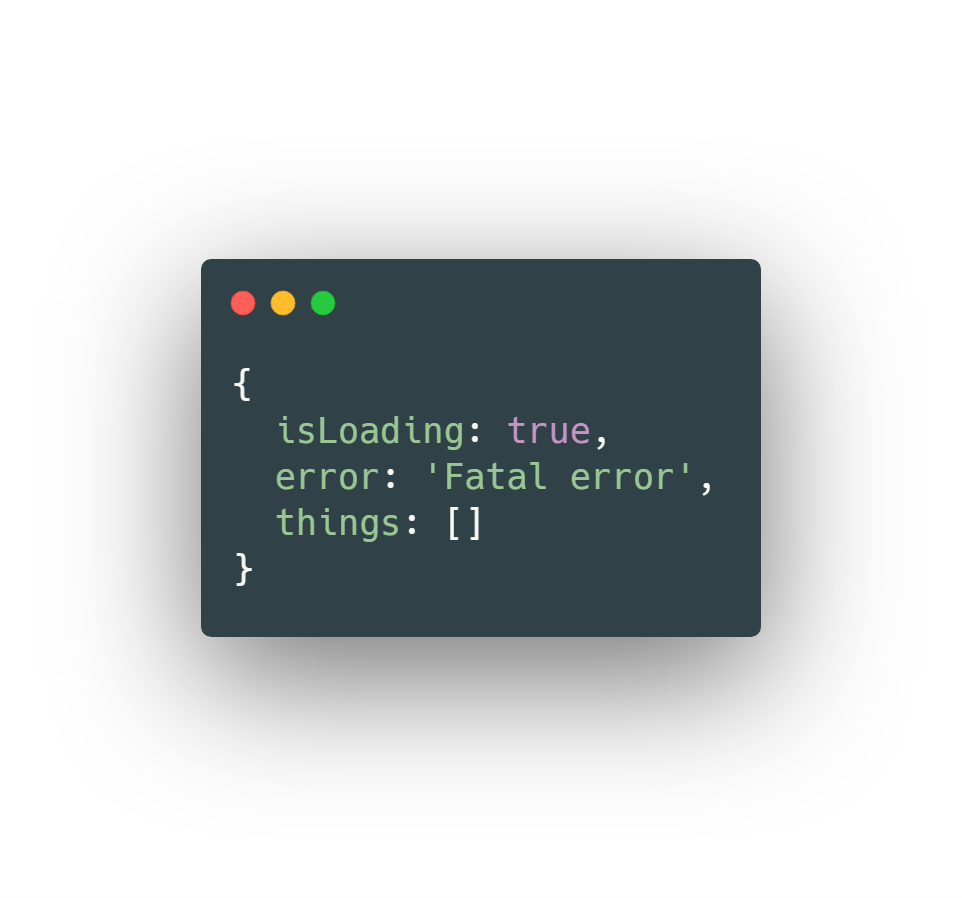 {
  isLoading: true,
  error: 'Fatal error',
  things: []
}